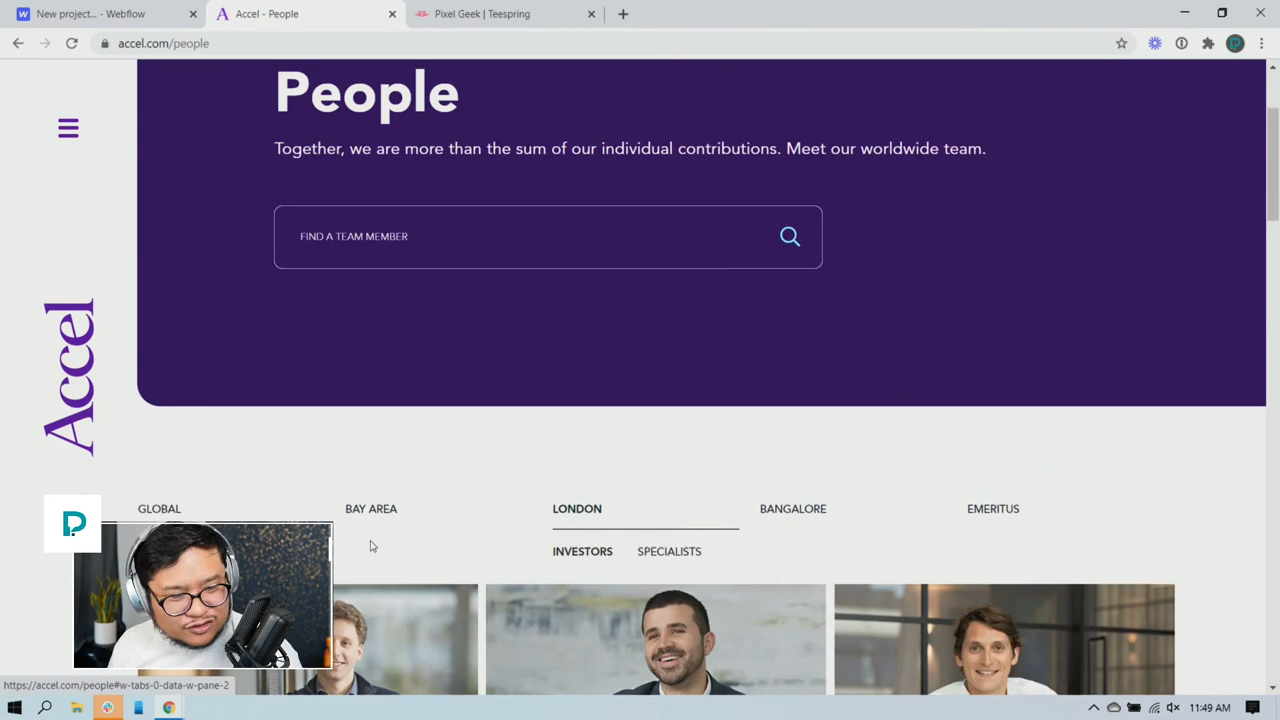 New project... - Webflow
Accel - People
Pixel Geek | Teespring
accel.com/people
People
Together, we are more than the sum of our individual contributions. Meet our worldwide team.
FIND A TEAM MEMBER
Accel
GLOBAL
BAY AREA
LONDON
BANGALORE
EMERITUS
INVESTORS
SPECIALISTS
https://accel.com/people#w-tabs-0-data-w-pane-2
11:49 AM